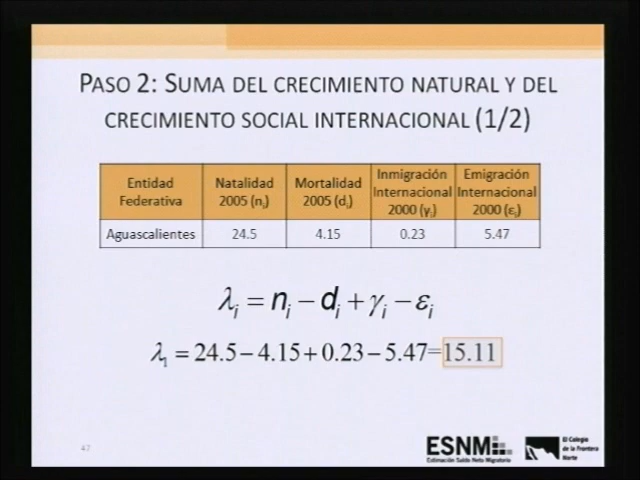 PASO 2: SUMA DEL CRECIMIENTO NATURAL Y DEL
CRECIMIENTO SOCIAL INTERNACIONAL (1/2)
Entidad Federativa Natalidad 2005 (nᵢ) Mortalidad 2005 (dᵢ) Inmigración Internacional 2000 (γᵢ) Emigración Internacional 2000 (εᵢ)
Aguascalientes 24.5 4.15 0.23 5.47
λᵢ = nᵢ − dᵢ + γᵢ − εᵢ
λ₁ = 24.5 − 4.15 + 0.23 − 5.47=15.11
47
ESNM
Estimación Saldo Neto Migratorio
El Colegio
de la Frontera
Norte